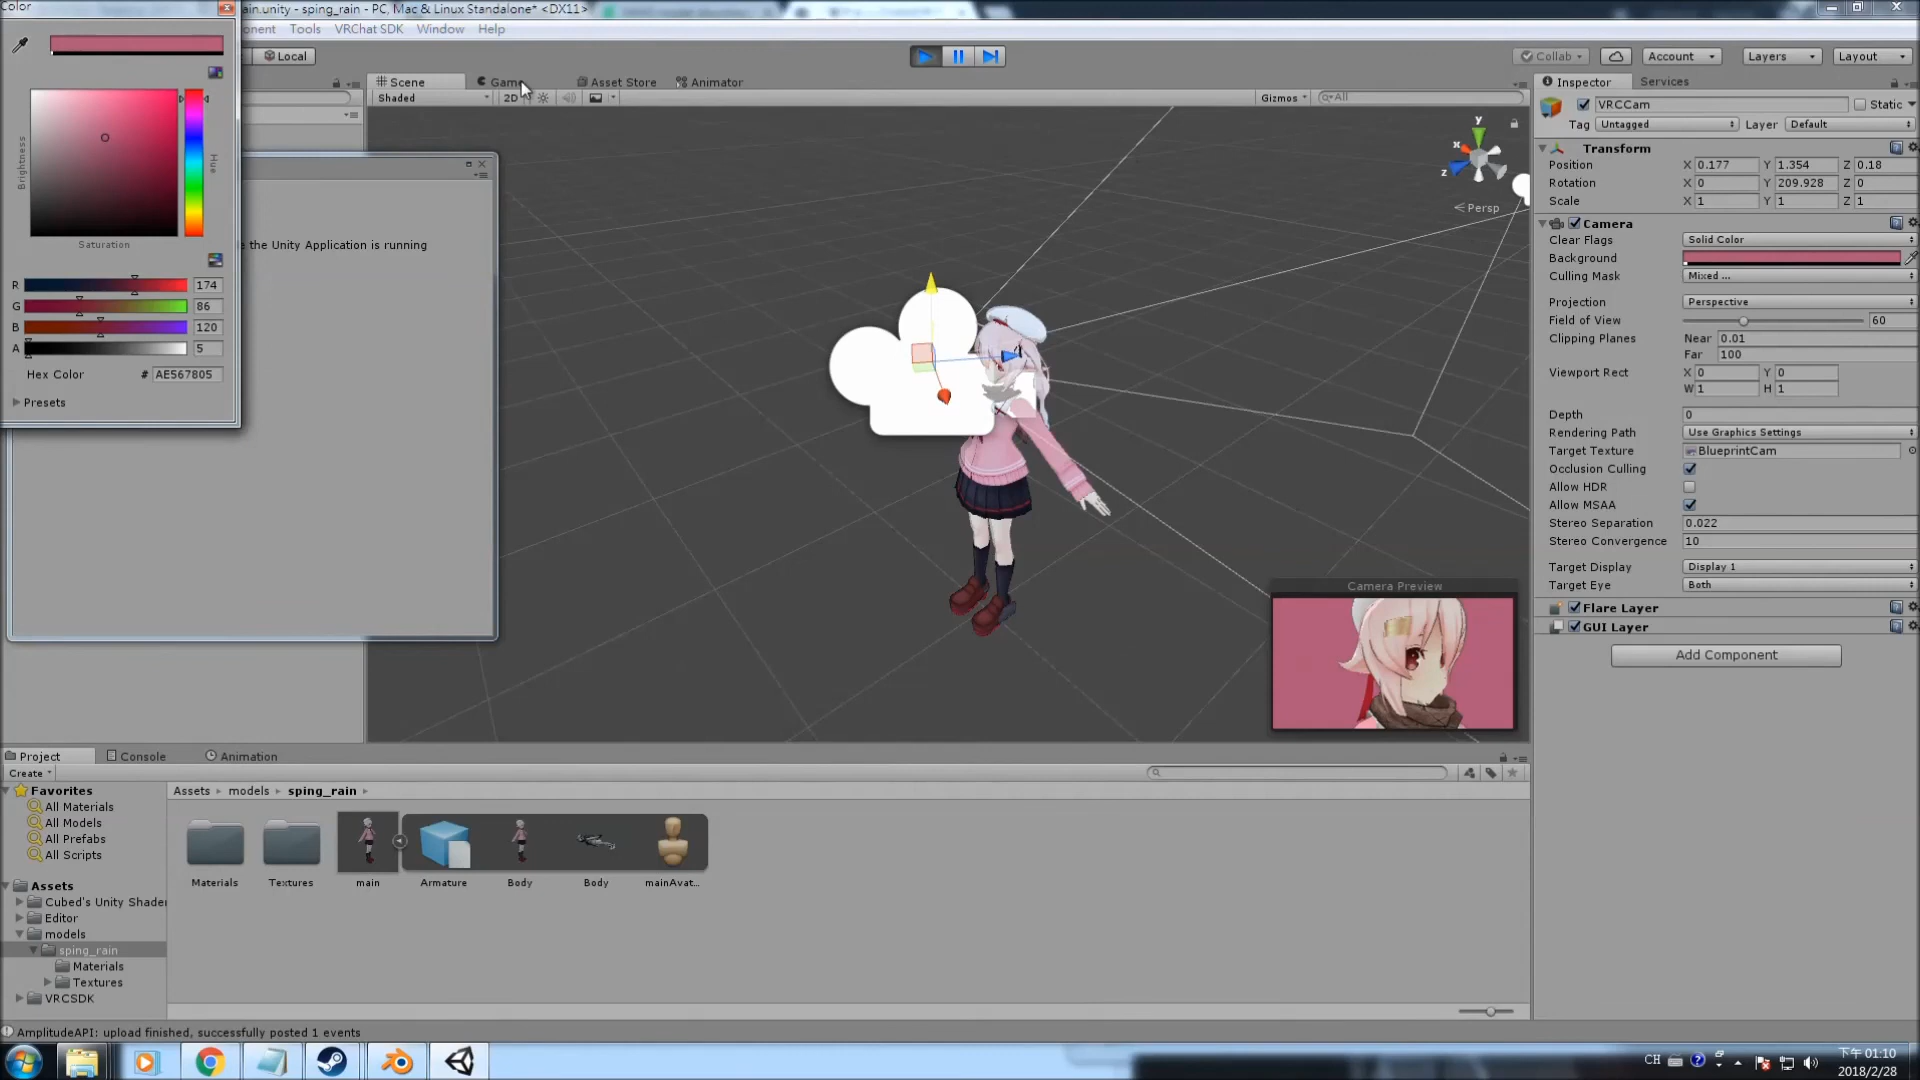 Color
ain.unity - sping_rain - PC, Mac & Linux Standalone* <DX11>
onent Tools VRChat SDK Window Help
Local
Collab Account Layers Layout
Scene Game Asset Store Animator
Shaded 2D Gizmos All
Brightness
Hue
Saturation
R 174
G 86
B 120
A 5
Hex Color # AE567805
Presets
e the Unity Application is running
y
x
z
Persp
Camera Preview
Inspector Services
VRCCam Static
Tag Untagged Layer Default
Transform
Position X 0.177 Y 1.354 Z 0.18
Rotation X 0 Y 209.928 Z 0
Scale X 1 Y 1 Z 1
Camera
Clear Flags Solid Color
Background
Culling Mask Mixed ...
Projection Perspective
Field of View 60
Clipping Planes Near 0.01
Far 100
Viewport Rect X 0 Y 0
W 1 H 1
Depth 0
Rendering Path Use Graphics Settings
Target Texture BlueprintCam
Occlusion Culling
Allow HDR
Allow MSAA
Stereo Separation 0.022
Stereo Convergence 10
Target Display Display 1
Target Eye Both
Flare Layer
GUI Layer
Add Component
Project Console Animation
Create
Favorites
All Materials
All Models
All Prefabs
All Scripts
Assets
Cubed's Unity Shader
Editor
models
sping_rain
Materials
Textures
VRCSDK
Assets models sping_rain
Materials Textures main Armature Body Body mainAvat...
AmplitudeAPI: upload finished, successfully posted 1 events
CH
下午 01:10
2018/2/28